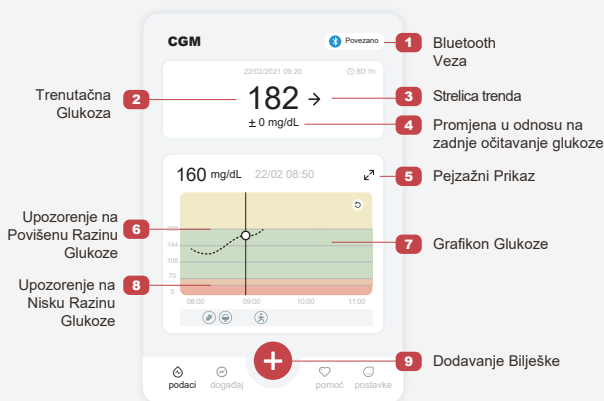 CGM
Povezano
1
Bluetooth
Veza
22/02/2021 09:20
8D 1h
Trenutačna
Glukoza
2
182
3
Strelica trenda
± 0 mg/dL
4
Promjena u odnosu na
zadnje očitavanje glukoze
160 mg/dL
22/02 08:50
5
Pejzažni Prikaz
Upozorenje na
Povišenu Razinu
Glukoze
6
144
108
70
0
7
Grafikon Glukoze
Upozorenje na
Nisku Razinu
Glukoze
8
08:00
09:00
10:00
11:00
9
Dodavanje Bilješke
podaci
događaj
pomoć
postavke